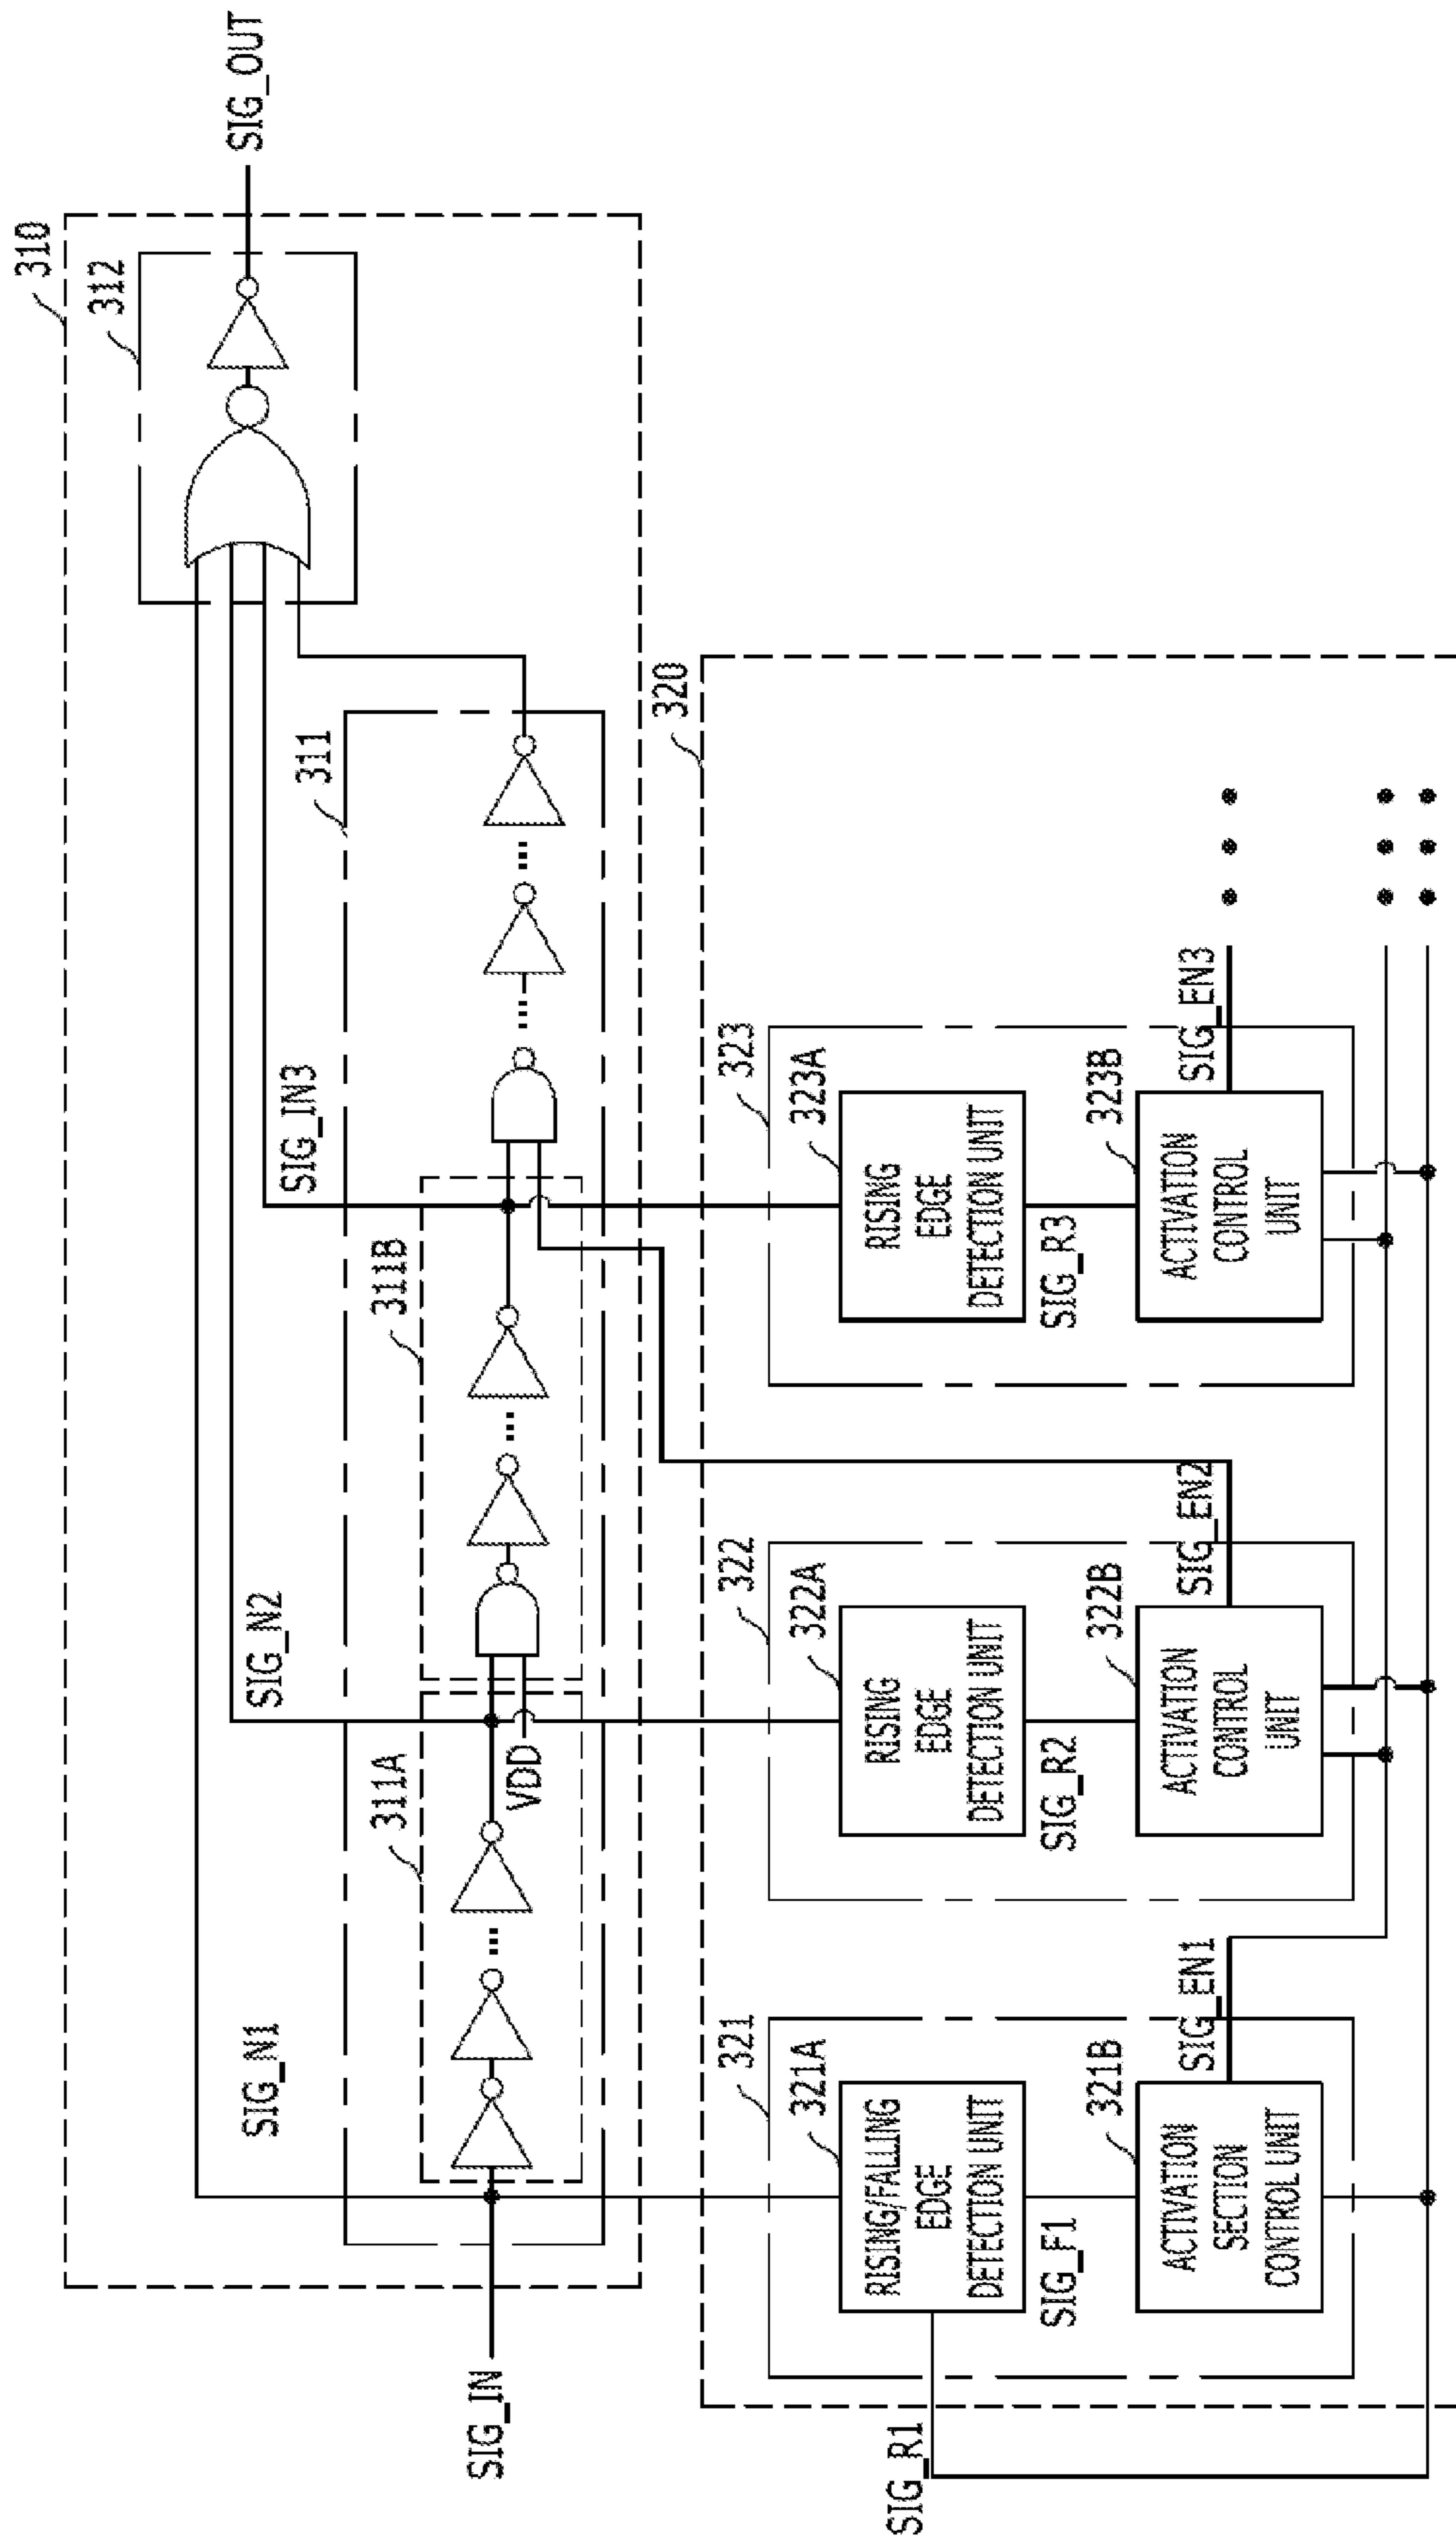 310
312
SIG_OUT
SIG_N1
SIG_N2
SIG_IN3
311
311A
311B
VDD
SIG_IN
320
321
321A
RISING/FALLING
EDGE
DETECTION UNIT
SIG_R1
SIG_F1
321B
ACTIVATION
SECTION
CONTROL UNIT
SIG_EN1
322
322A
RISING
EDGE
DETECTION UNIT
SIG_R2
322B
ACTIVATION
CONTROL
UNIT
SIG_EN2
323
323A
RISING
EDGE
DETECTION UNIT
SIG_R3
323B
ACTIVATION
CONTROL
UNIT
SIG_EN3